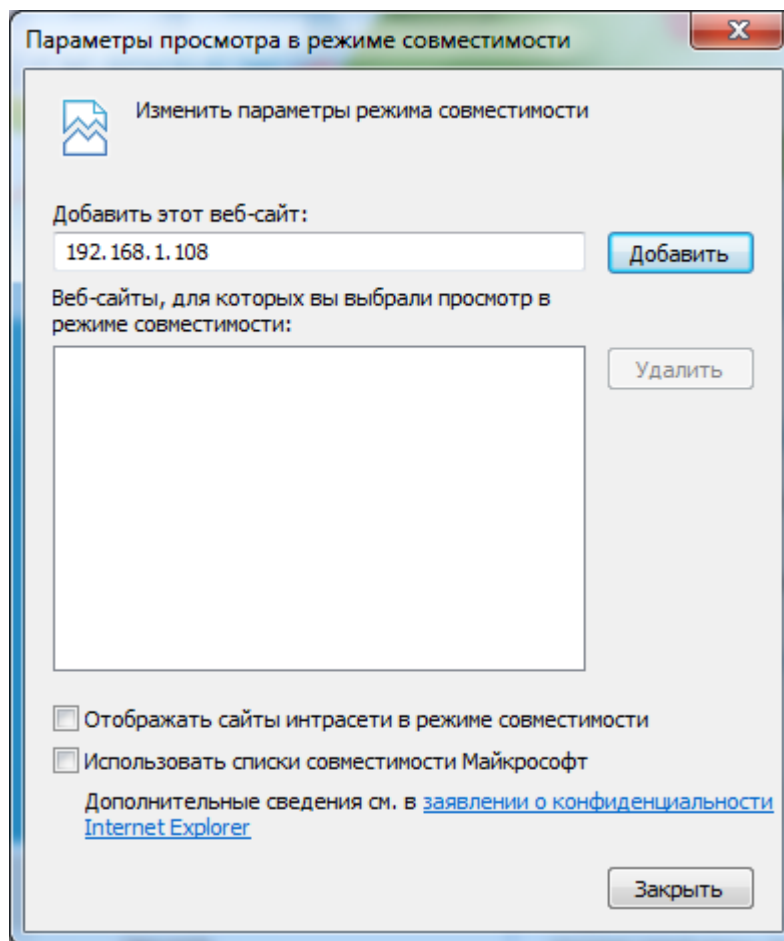 Параметры просмотра в режиме совместимости
Изменить параметры режима совместимости
Добавить этот веб-сайт:
192.168.1.108
Добавить
Веб-сайты, для которых вы выбрали просмотр в
режиме совместимости:
Удалить
Отображать сайты интрасети в режиме совместимости
Использовать списки совместимости Майкрософт
Дополнительные сведения см. в заявлении о конфиденциальности
Internet Explorer
Закрыть